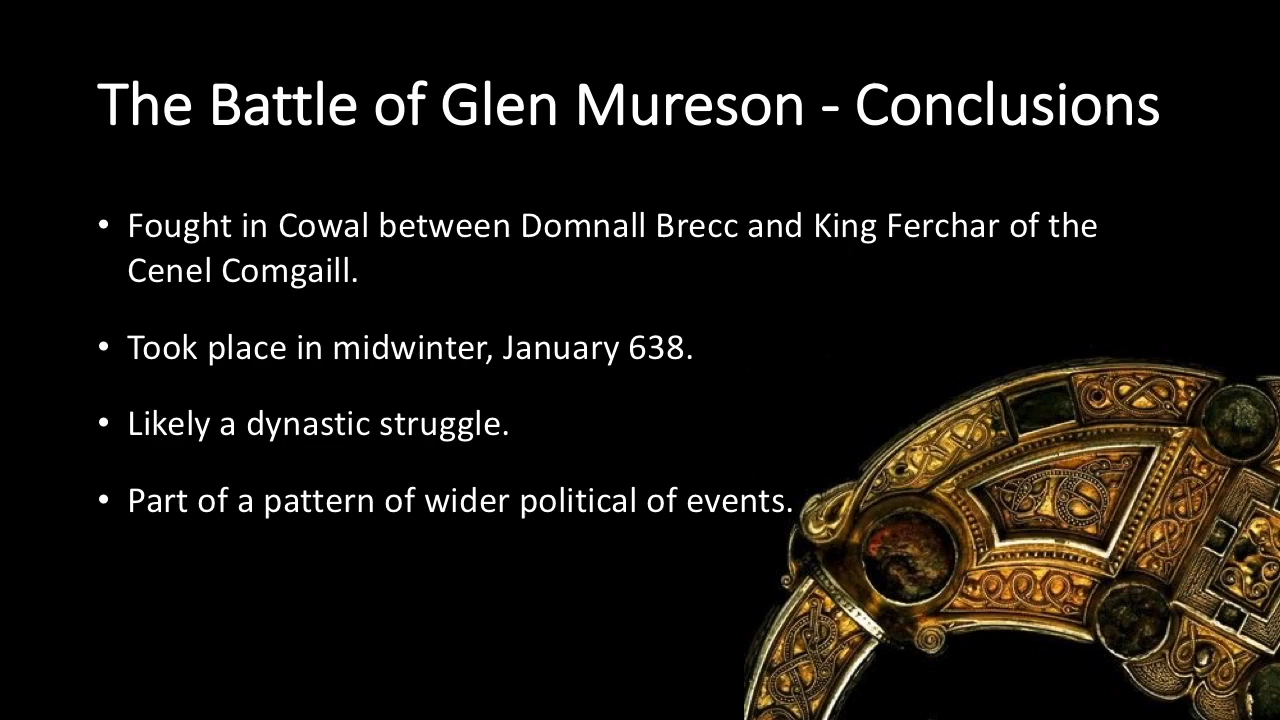 The Battle of Glen Mureson - Conclusions
• Fought in Cowal between Domnall Brecc and King Ferchar of the
Cenel Comgaill.
• Took place in midwinter, January 638.
• Likely a dynastic struggle.
• Part of a pattern of wider political of events.